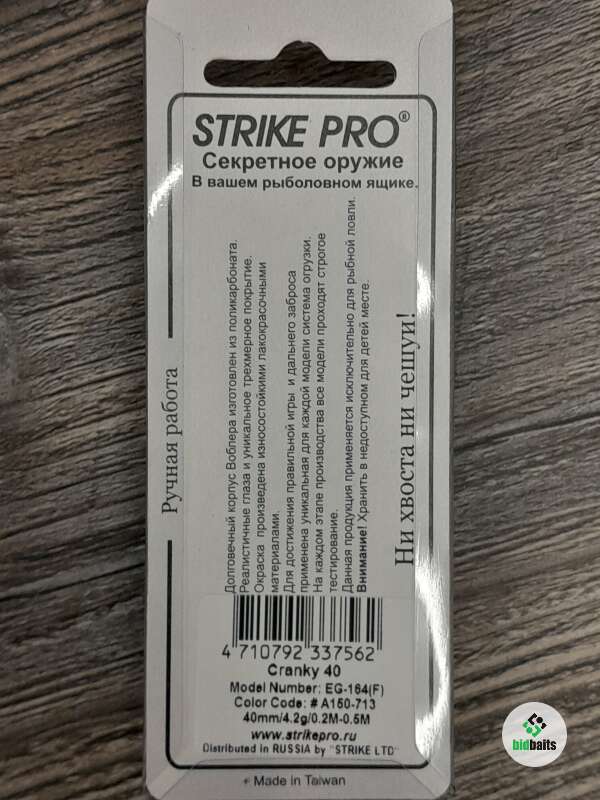 STRIKE PRO®
Секретное оружие
В вашем рыболовном ящике.
Ручная работа
Долговечный корпус Воблера изготовлен из поликарбоната.
Реалистичные глаза и уникальное трехмерное покрытие.
Окраска произведена износостойкими лакокрасочными
материалами.
Для достижения правильной игры и дальнего заброса
применена уникальная для каждой модели система огрузки.
На каждом этапе производства все модели проходят строгое
тестирование.
Данная продукция применяется исключительно для рыбной ловли.
Внимание! Хранить в недоступном для детей месте.
Ни хвоста ни чешуи!
4 710792 337562
Cranky 40
Model Number: EG-164(F)
Color Code: # A150-713
40mm/4.2g/0.2M-0.5M
www.strikepro.ru
Distributed in RUSSIA by "STRIKE LTD"
+ Made in Taiwan
bidbaits